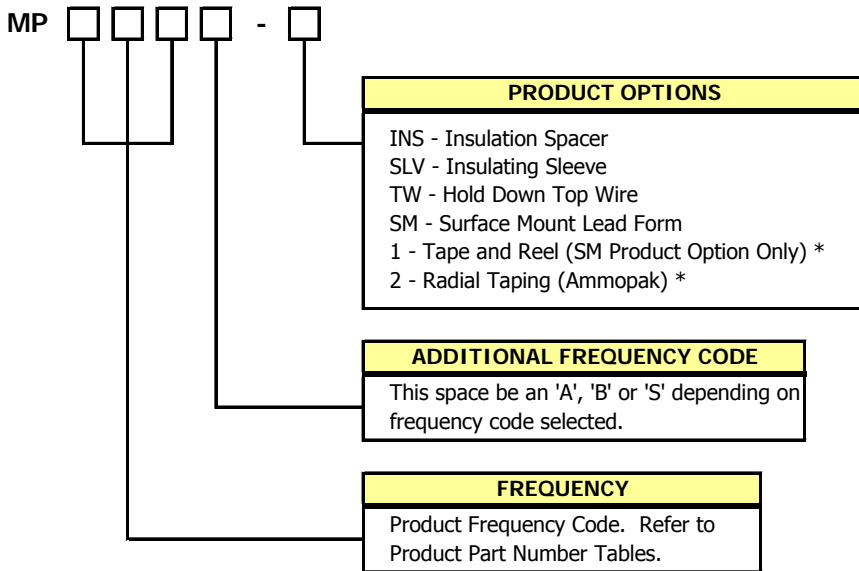 MP -
PRODUCT OPTIONS
INS - Insulation Spacer
SLV - Insulating Sleeve
TW - Hold Down Top Wire
SM - Surface Mount Lead Form
1 - Tape and Reel (SM Product Option Only) *
2 - Radial Taping (Ammopak) *
ADDITIONAL FREQUENCY CODE
This space be an 'A', 'B' or 'S' depending on
frequency code selected.
FREQUENCY
Product Frequency Code. Refer to
Product Part Number Tables.